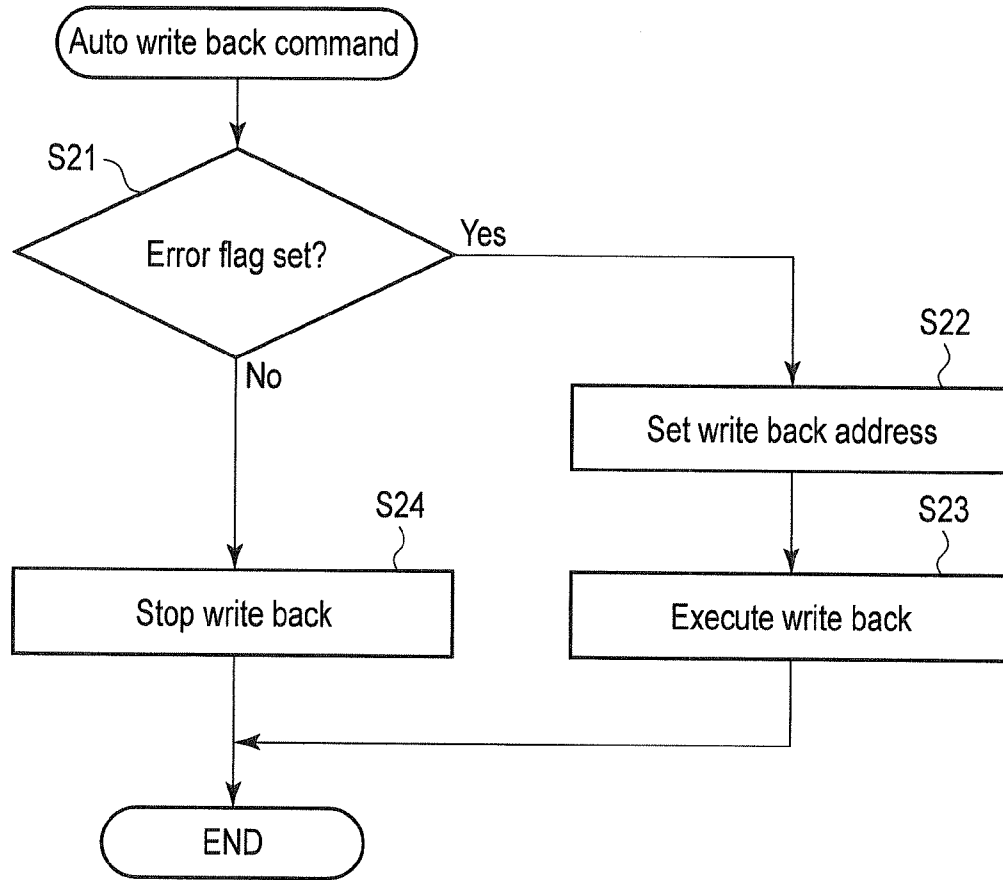 Auto write back command
S21
Error flag set?
Yes
No
S22
Set write back address
S23
Execute write back
S24
Stop write back
END